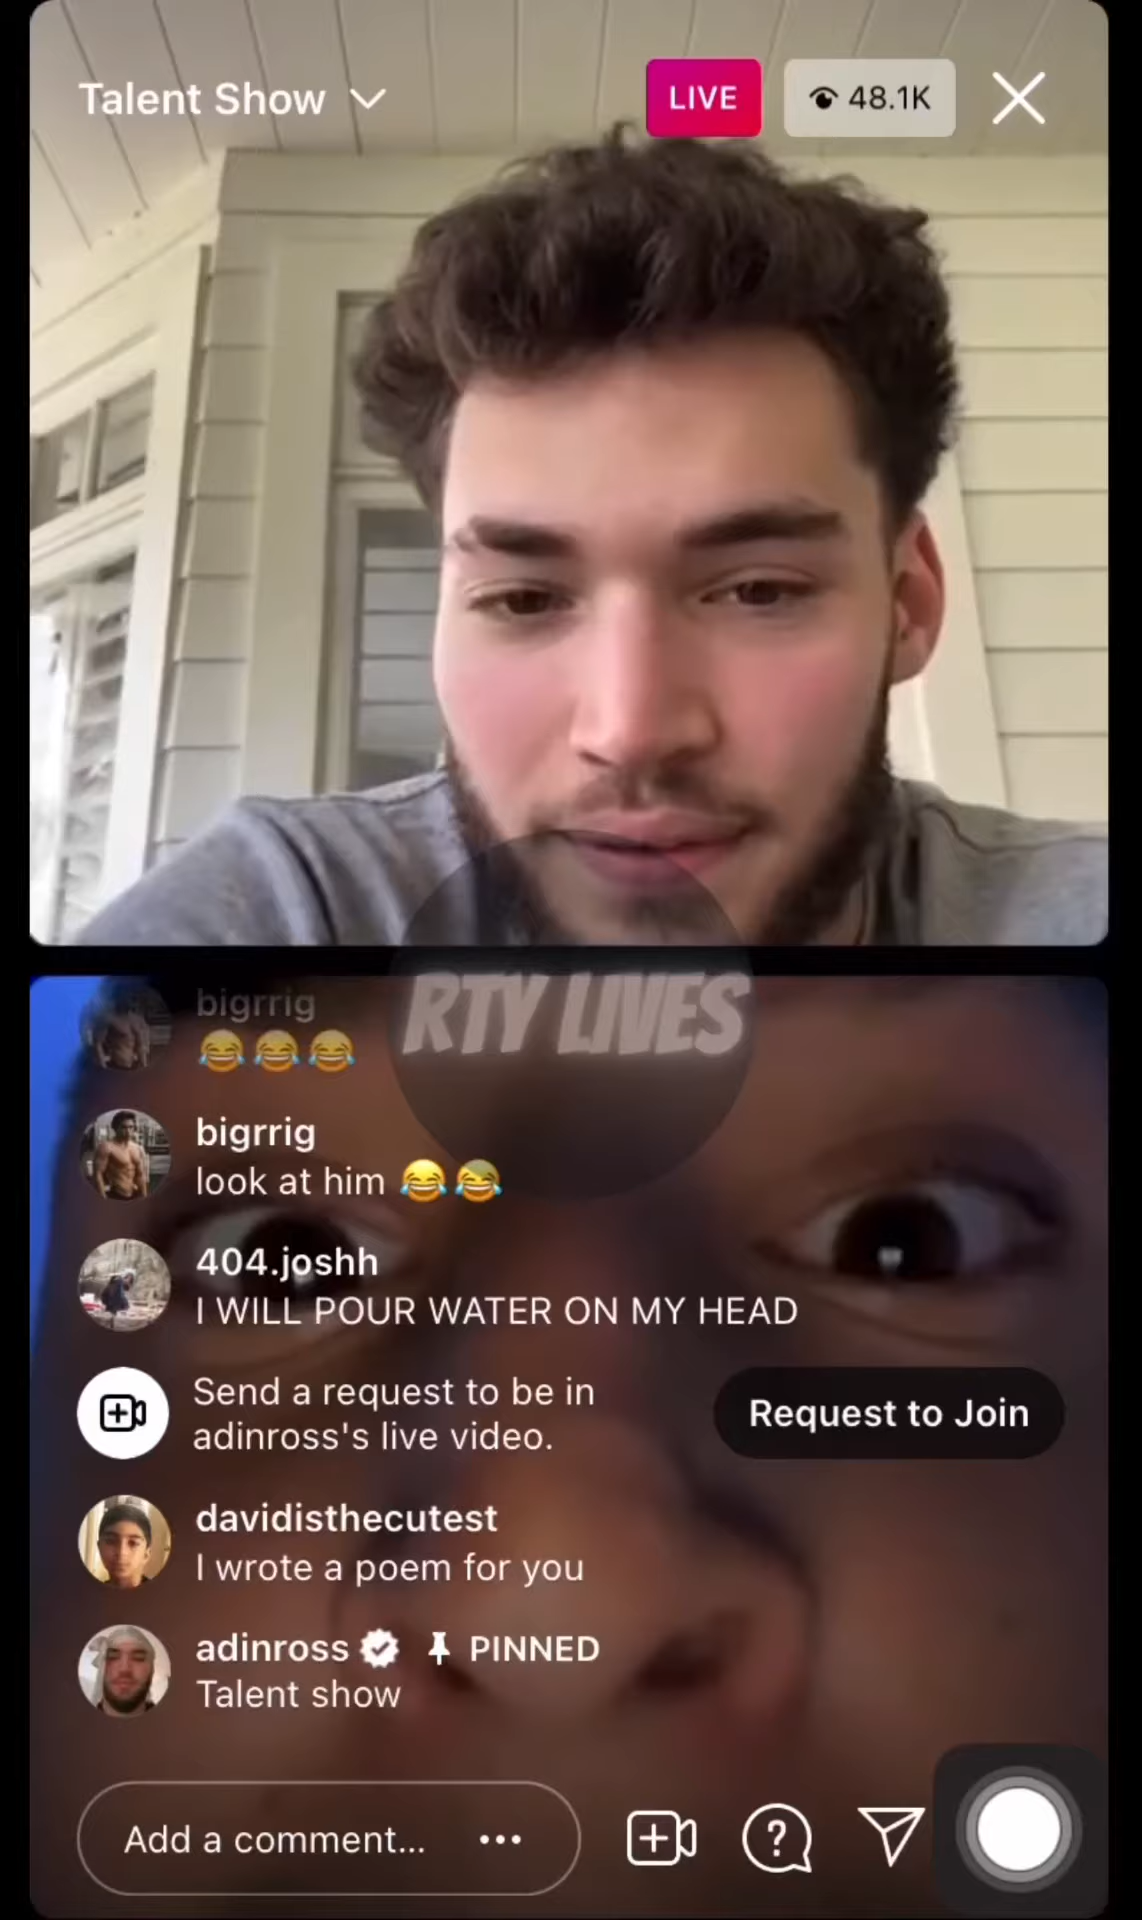 Talent Show
LIVE
48.1K
RTY LIVES
bigrrig
😂😂😂
bigrrig
look at him 😂😂
404.joshh
I WILL POUR WATER ON MY HEAD
Send a request to be in
adinross's live video.
Request to Join
davidisthecutest
I wrote a poem for you
adinross PINNED
Talent show
Add a comment...